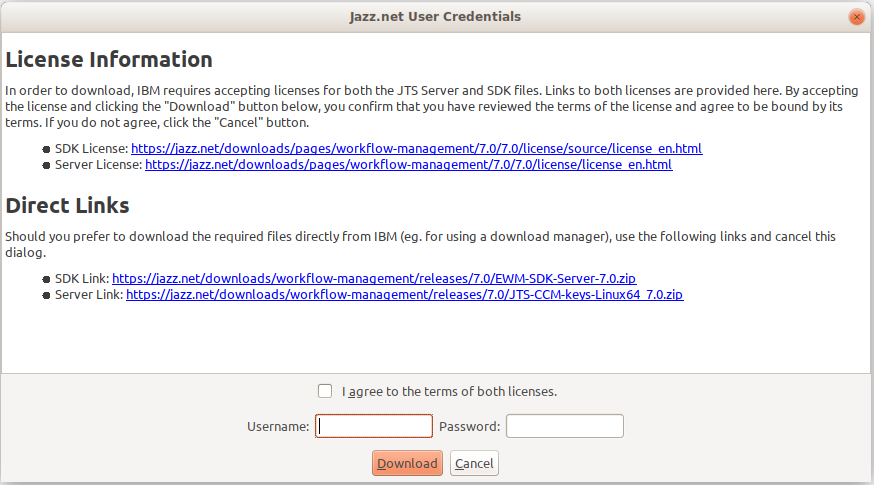 Jazz.net User Credentials
License Information
In order to download, IBM requires accepting licenses for both the JTS Server and SDK files. Links to both licenses are provided here. By accepting
the license and clicking the "Download" button below, you confirm that you have reviewed the terms of the license and agree to be bound by its
terms. If you do not agree, click the "Cancel" button.
SDK License: https://jazz.net/downloads/pages/workflow-management/7.0/7.0/license/source/license_en.html
Server License: https://jazz.net/downloads/pages/workflow-management/7.0/7.0/license/license_en.html
Direct Links
Should you prefer to download the required files directly from IBM (eg. for using a download manager), use the following links and cancel this
dialog.
SDK Link: https://jazz.net/downloads/workflow-management/releases/7.0/EWM-SDK-Server-7.0.zip
Server Link: https://jazz.net/downloads/workflow-management/releases/7.0/JTS-CCM-keys-Linux64_7.0.zip
I agree to the terms of both licenses.
Username: Password:
Download Cancel